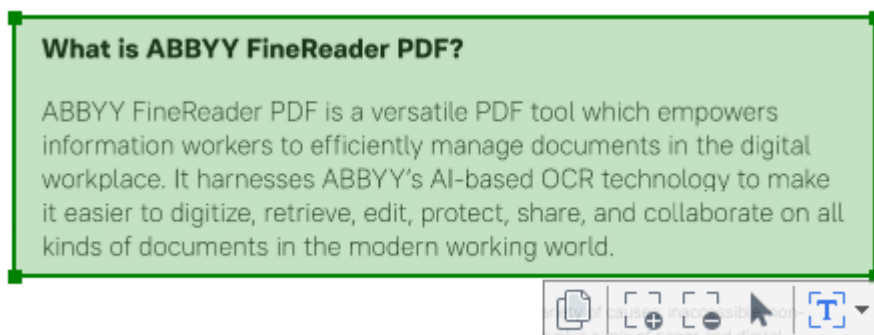 What is ABBYY FineReader PDF?
ABBYY FineReader PDF is a versatile PDF tool which empowers
information workers to efficiently manage documents in the digital
workplace. It harnesses ABBYY’s AI-based OCR technology to make
it easier to digitize, retrieve, edit, protect, share, and collaborate on all
kinds of documents in the modern working world.
T